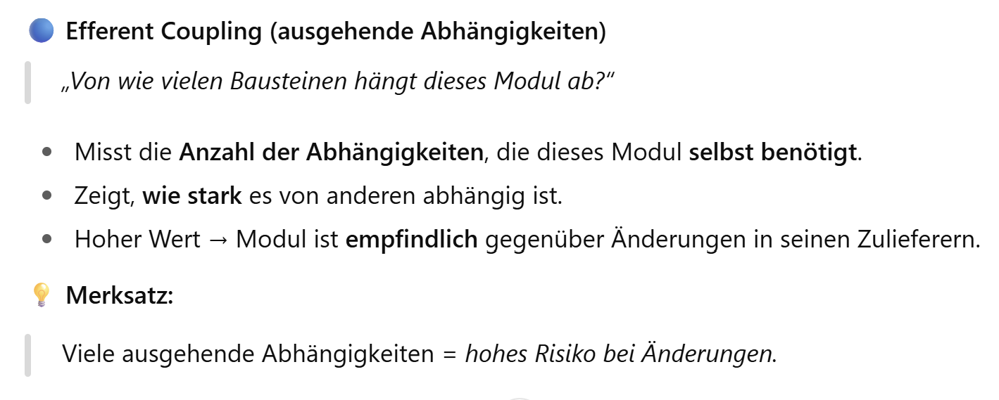 Efferent Coupling (ausgehende Abhängigkeiten)
„Von wie vielen Bausteinen hängt dieses Modul ab?“
Misst die Anzahl der Abhängigkeiten, die dieses Modul selbst benötigt.
Zeigt, wie stark es von anderen abhängig ist.
Hoher Wert → Modul ist empfindlich gegenüber Änderungen in seinen Zulieferern.
Merksatz:
Viele ausgehende Abhängigkeiten = hohes Risiko bei Änderungen.